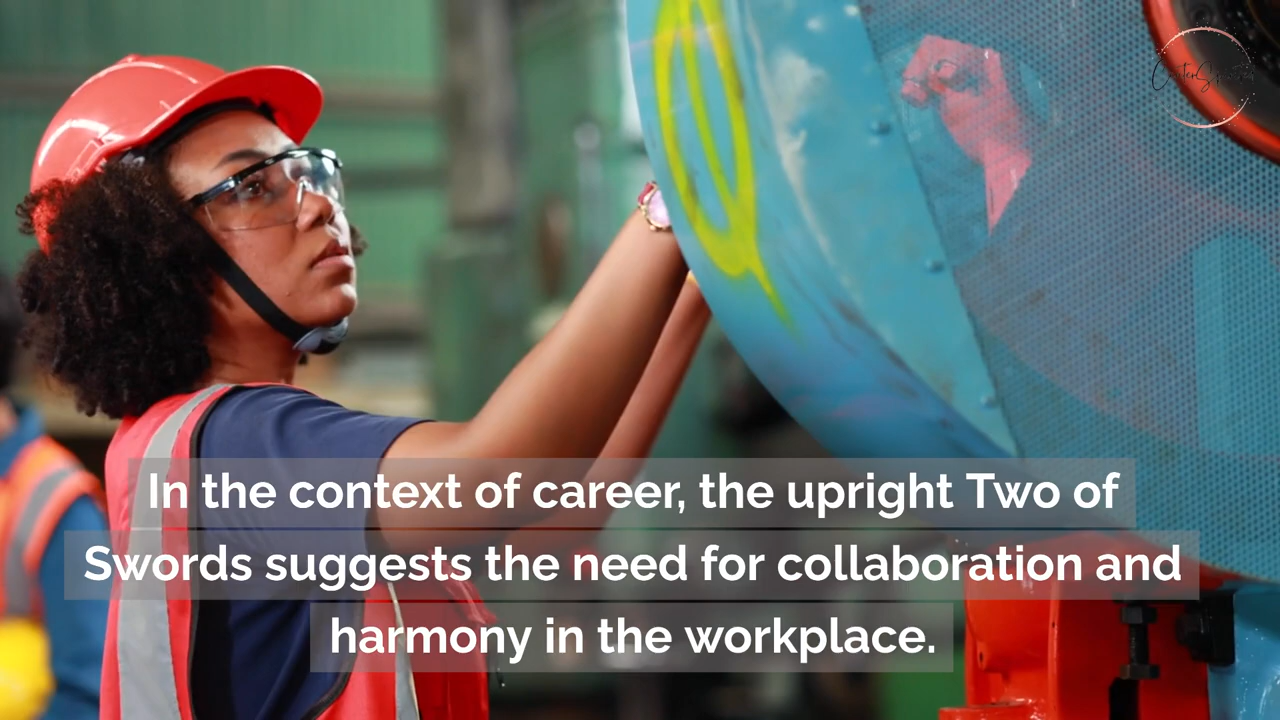 In the context of career, the upright Two of
Swords suggests the need for collaboration and
harmony in the workplace.